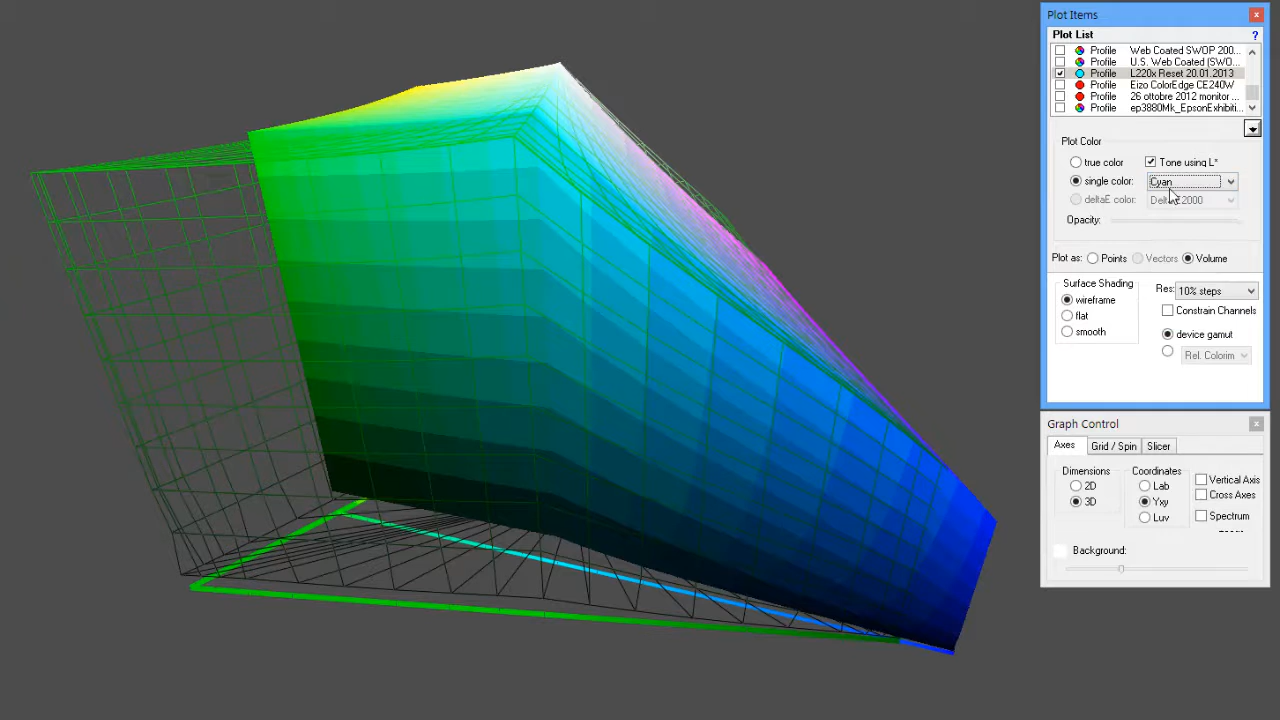 Plot Items
Plot List
?
Profile Web Coated SWOP 200...
Profile U.S. Web Coated (SWO...
Profile L220x Reset 20.01.2013
Profile Eizo ColorEdge CE240W
Profile 26 ottobre 2012 monitor ...
Profile ep3880Mk_EpsonExhibiti...
Plot Color
true color Tone using L*
single color: Cyan
deltaE color: 2000
Opacity:
Plot as: Points Vectors Volume
Surface Shading
Res: 10% steps
wireframe
Constrain Channels
flat
smooth
device gamut
Rel. Colorim
Graph Control
Axes Grid / Spin Slicer
Dimensions
Coordinates
2D
3D
Lab
Yxy
Luv
Vertical Axis
Cross Axes
Spectrum
Background: